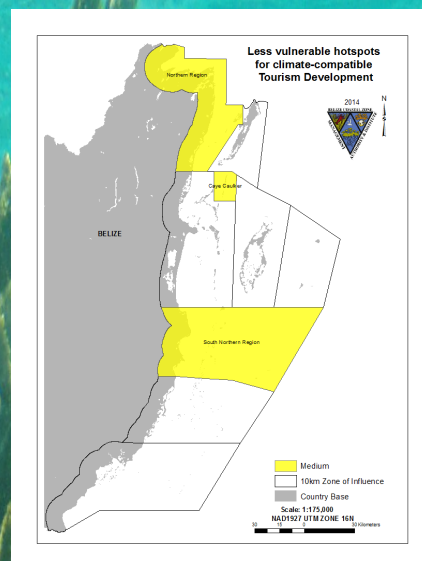 Less vulnerable hotspots
for climate-compatible
Tourism Development
2014
N
Northern Region
Caye Caulker
BELIZE
South Northern Region
Medium
10km Zone of Influence
Country Base
Scale: 1:175,000
NAD1927 UTM ZONE 16N
30 15 0 30 Kilometers